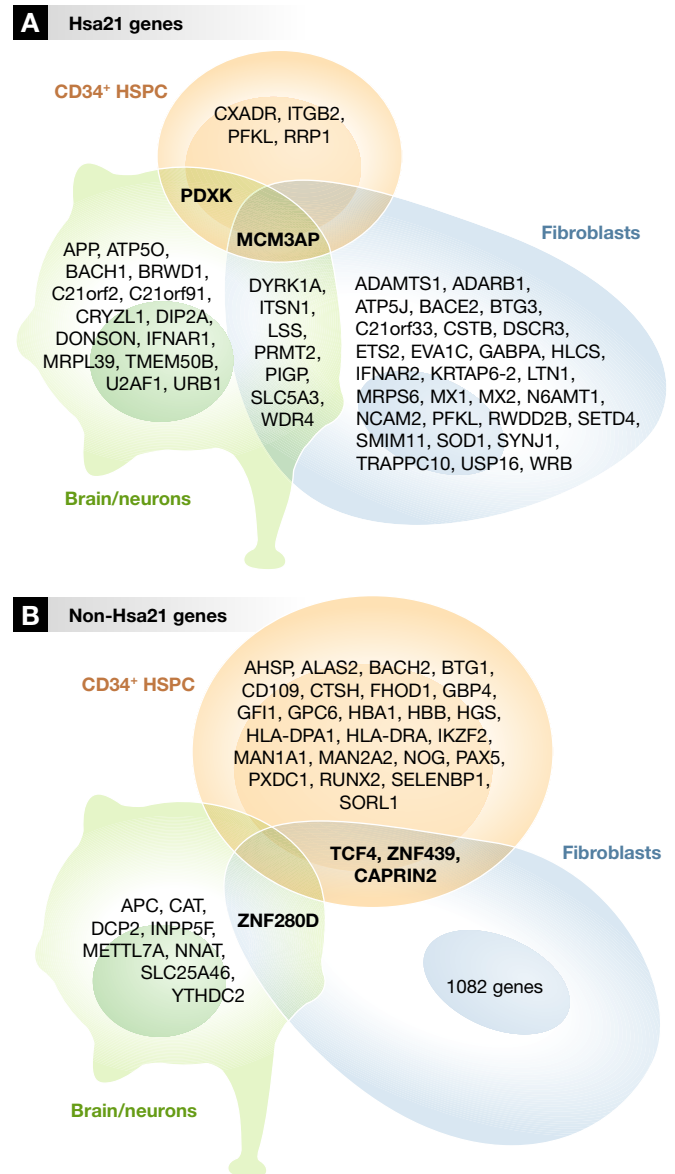 A Hsa21 genes
CD34⁺ HSPC
CXADR, ITGB2,
PFKL, RRP1
PDXK
MCM3AP
Fibroblasts
APP, ATP5O,
BACH1, BRWD1,
C21orf2, C21orf91,
CRYZL1, DIP2A,
DONSON, IFNAR1,
MRPL39, TMEM50B,
U2AF1, URB1
DYRK1A,
ITSN1,
LSS,
PRMT2,
PIGP,
SLC5A3,
WDR4
ADAMTS1, ADARB1,
ATP5J, BACE2, BTG3,
C21orf33, CSTB, DSCR3,
ETS2, EVA1C, GABPA, HLCS,
IFNAR2, KRTAP6-2, LTN1,
MRPS6, MX1, MX2, N6AMT1,
NCAM2, PFKL, RWDD2B, SETD4,
SMIM11, SOD1, SYNJ1,
TRAPPC10, USP16, WRB
Brain/neurons
B Non-Hsa21 genes
CD34⁺ HSPC
AHSP, ALAS2, BACH2, BTG1,
CD109, CTSH, FHOD1, GBP4,
GFI1, GPC6, HBA1, HBB, HGS,
HLA-DPA1, HLA-DRA, IKZF2,
MAN1A1, MAN2A2, NOG, PAX5,
PXDC1, RUNX2, SELENBP1,
SORL1
TCF4, ZNF439,
CAPRIN2
Fibroblasts
APC, CAT,
DCP2, INPP5F,
METTL7A, NNAT,
SLC25A46,
YTHDC2
ZNF280D
1082 genes
Brain/neurons